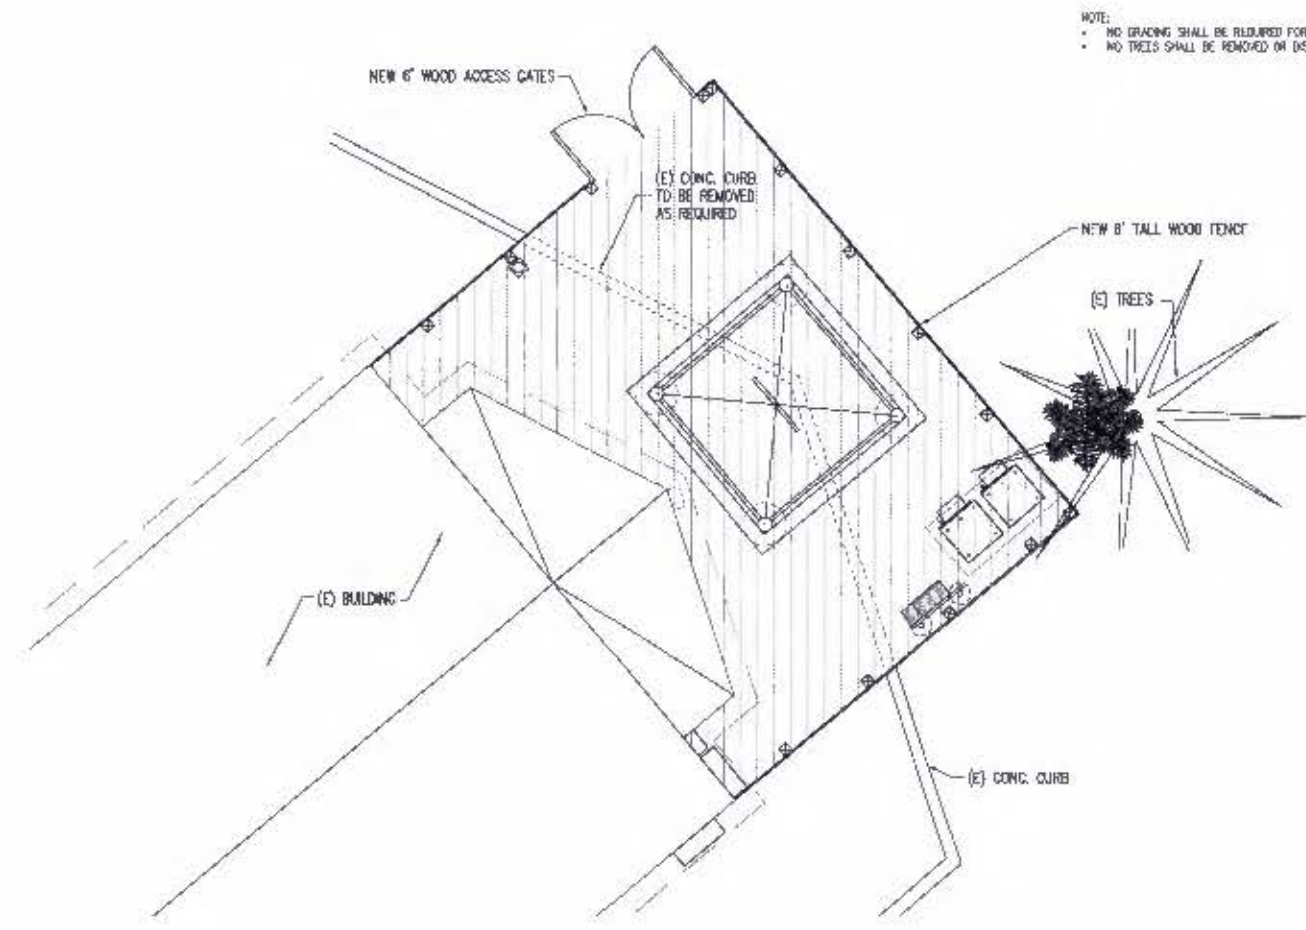 NOTE:
• NO GRADING SHALL BE REQUIRED FOR
• NO TREES SHALL BE REMOVED OR
NEW 6' WOOD ACCESS GATES
(E) CONC. CURB
TO BE REMOVED
AS REQUIRED
NEW 8' TALL WOOD FENCE
(E) TREES
(E) BUILDING
(E) CONC. CURB